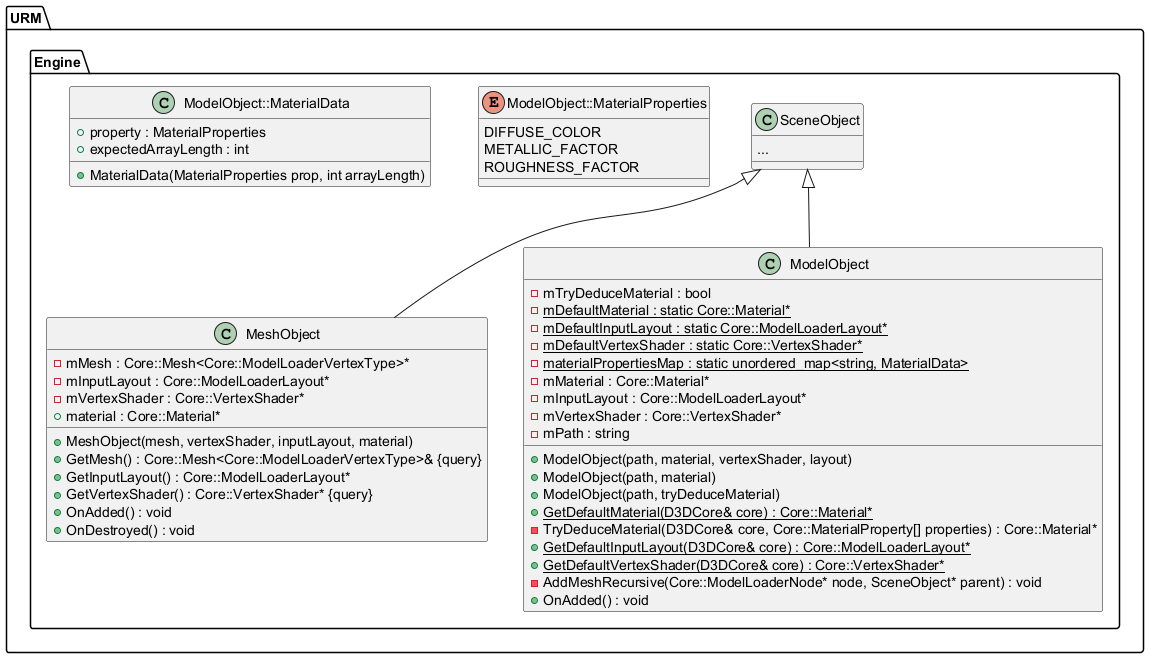 URM
Engine
C ModelObject::MaterialData
property : MaterialProperties
expectedArrayLength : int
MaterialData(MaterialProperties prop, int arrayLength)
E ModelObject::MaterialProperties
DIFFUSE_COLOR
METALLIC_FACTOR
ROUGHNESS_FACTOR
C SceneObject
...
C MeshObject
mMesh : Core::Mesh<Core::ModelLoaderVertexType>*
mInputLayout : Core::ModelLoaderLayout*
mVertexShader : Core::VertexShader*
material : Core::Material*
MeshObject(mesh, vertexShader, inputLayout, material)
GetMesh() : Core::Mesh<Core::ModelLoaderVertexType>& {query}
GetInputLayout() : Core::ModelLoaderLayout*
GetVertexShader() : Core::VertexShader* {query}
OnAdded() : void
OnDestroyed() : void
C ModelObject
mTryDeduceMaterial : bool
mDefaultMaterial : static Core::Material*
mDefaultInputLayout : static Core::ModelLoaderLayout*
mDefaultVertexShader : static Core::VertexShader*
materialPropertiesMap : static unordered_map<string, MaterialData>
mMaterial : Core::Material*
mInputLayout : Core::ModelLoaderLayout*
mVertexShader : Core::VertexShader*
mPath : string
ModelObject(path, material, vertexShader, layout)
ModelObject(path, material)
ModelObject(path, tryDeduceMaterial)
GetDefaultMaterial(D3DCore& core) : Core::Material*
TryDeduceMaterial(D3DCore& core, Core::MaterialProperty[] properties) : Core::Material*
GetDefaultInputLayout(D3DCore& core) : Core::ModelLoaderLayout*
GetDefaultVertexShader(D3DCore& core) : Core::VertexShader*
AddMeshRecursive(Core::ModelLoaderNode* node, SceneObject* parent) : void
OnAdded() : void